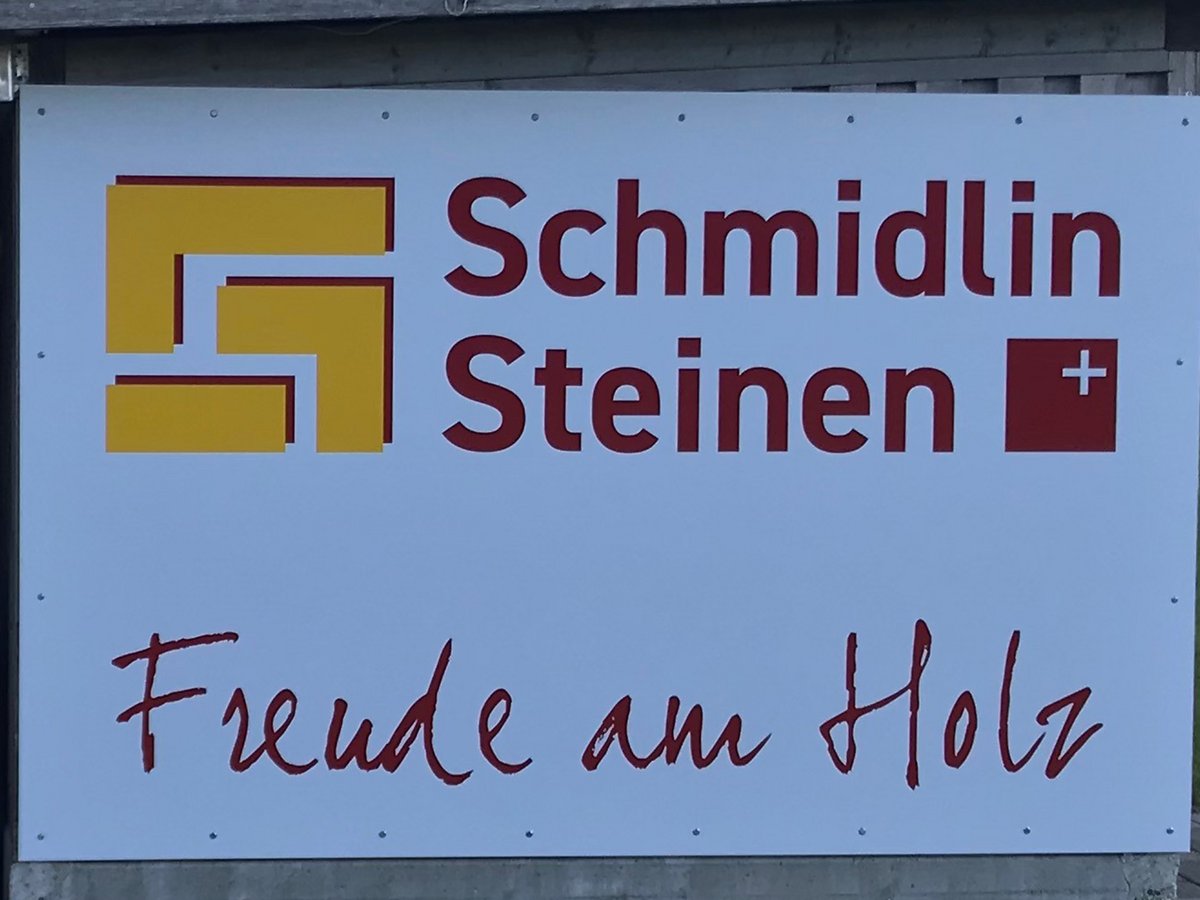 Schmidlin
Steinen
Freude am Holz